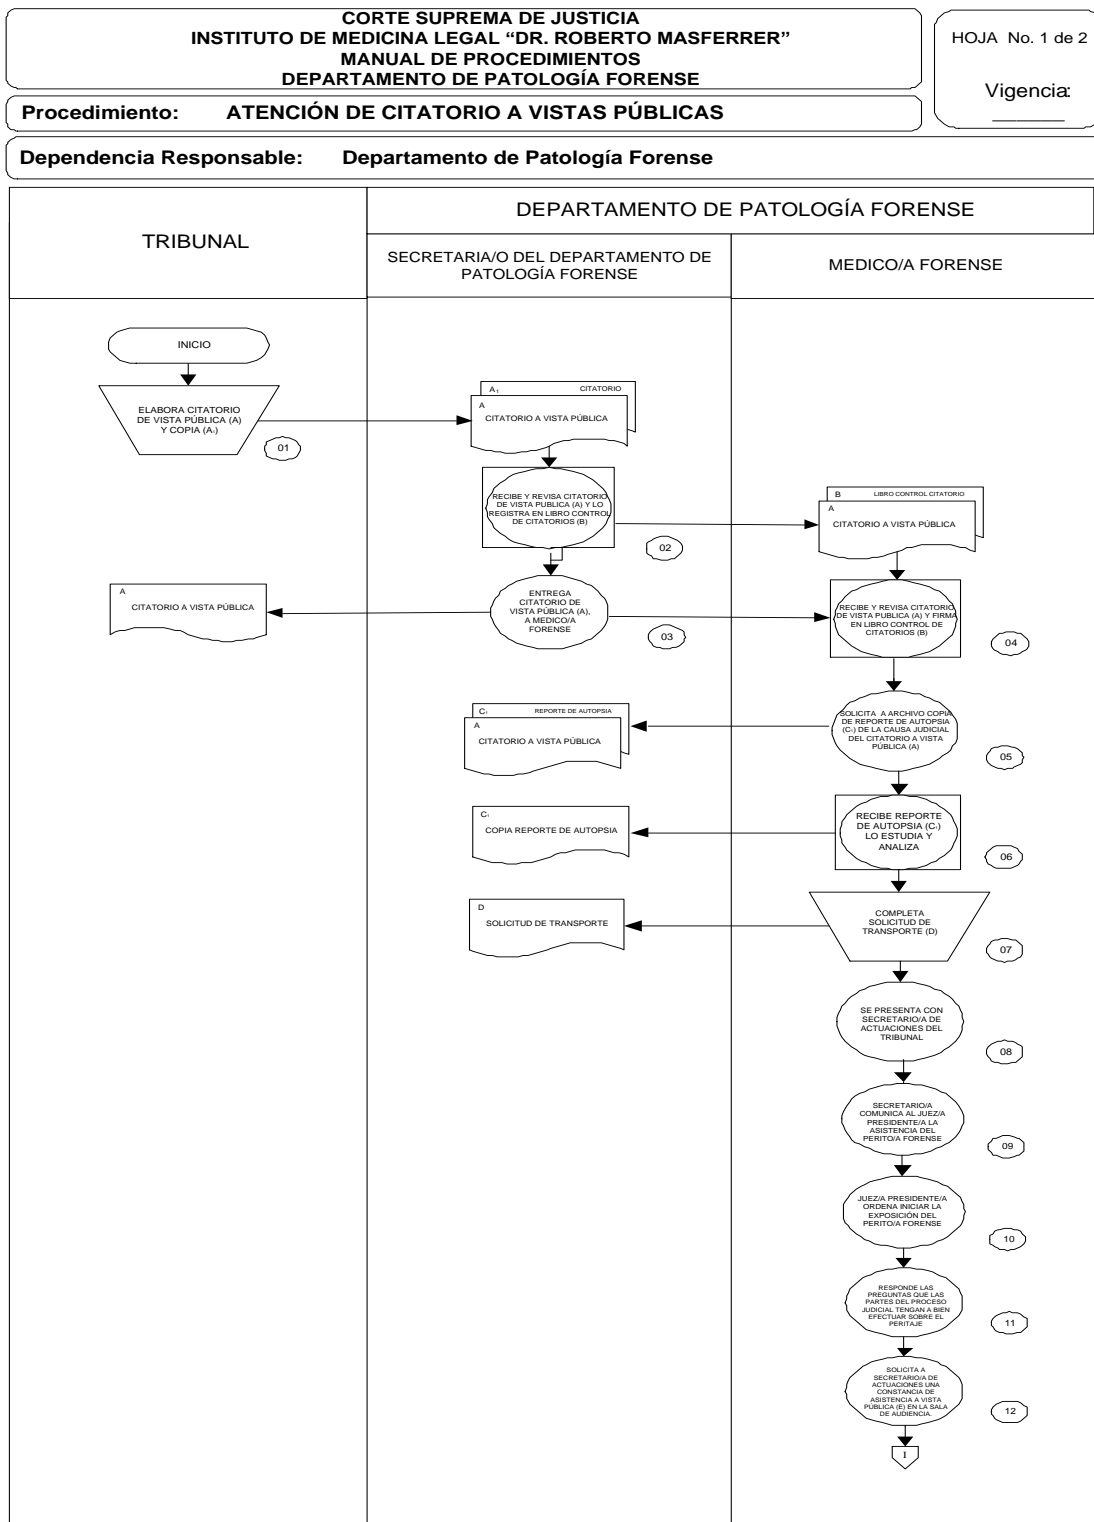 CORTE SUPREMA DE JUSTICIA
INSTITUTO DE MEDICINA LEGAL “DR. ROBERTO MASFERRER”
MANUAL DE PROCEDIMIENTOS
DEPARTAMENTO DE PATOLOGÍA FORENSE
HOJA No. 1 de 2
Vigencia:
Procedimiento: ATENCIÓN DE CITATORIO A VISTAS PÚBLICAS
Dependencia Responsable: Departamento de Patología Forense
TRIBUNAL
DEPARTAMENTO DE PATOLOGÍA FORENSE
SECRETARIA/O DEL DEPARTAMENTO DE
PATOLOGÍA FORENSE
MEDICO/A FORENSE
INICIO
ELABORA CITATORIO
DE VISTA PÚBLICA (A)
Y COPIA (A₁)
01
A₁ CITATORIO
A
CITATORIO A VISTA PÚBLICA
RECIBE Y REVISA CITATORIO
DE VISTA PUBLICA (A) Y LO
REGISTRA EN LIBRO CONTROL
DE CITATORIOS (B)
02
B LIBRO CONTROL CITATORIO
A
CITATORIO A VISTA PÚBLICA
A
CITATORIO A VISTA PÚBLICA
ENTREGA
CITATORIO DE
VISTA PÚBLICA (A),
A MEDICO/A
FORENSE
03
RECIBE Y REVISA CITATORIO
DE VISTA PUBLICA (A) Y FIRMA
EN LIBRO CONTROL DE
CITATORIOS (B)
04
C₁ REPORTE DE AUTOPSIA
A
CITATORIO A VISTA PÚBLICA
SOLICITA A ARCHIVO COPIA
DE REPORTE DE AUTOPSIA
(C₁) DE LA CAUSA JUDICIAL
DEL CITATORIO A VISTA
PÚBLICA (A)
05
C₁
COPIA REPORTE DE AUTOPSIA
RECIBE REPORTE
DE AUTOPSIA (C₁)
LO ESTUDIA Y
ANALIZA
06
D
SOLICITUD DE TRANSPORTE
COMPLETA
SOLICITUD DE
TRANSPORTE (D)
07
SE PRESENTA CON
SECRETARIO/A DE
ACTUACIONES DEL
TRIBUNAL
08
SECRETARIO/A
COMUNICA AL JUEZ/A
PRESIDENTE/A LA
ASISTENCIA DEL
PERITO/A FORENSE
09
JUEZ/A PRESIDENTE/A
ORDENA INICIAR LA
EXPOSICIÓN DEL
PERITO/A FORENSE
10
RESPONDE LAS
PREGUNTAS QUE LAS
PARTES DEL PROCESO
JUDICIAL TENGAN A BIEN
EFECTUAR SOBRE EL
PERITAJE
11
SOLICITA A
SECRETARIO/A DE
ACTUACIONES UNA
CONSTANCIA DE
ASISTENCIA A VISTA
PÚBLICA (E) EN LA SALA
DE AUDIENCIA.
12
I